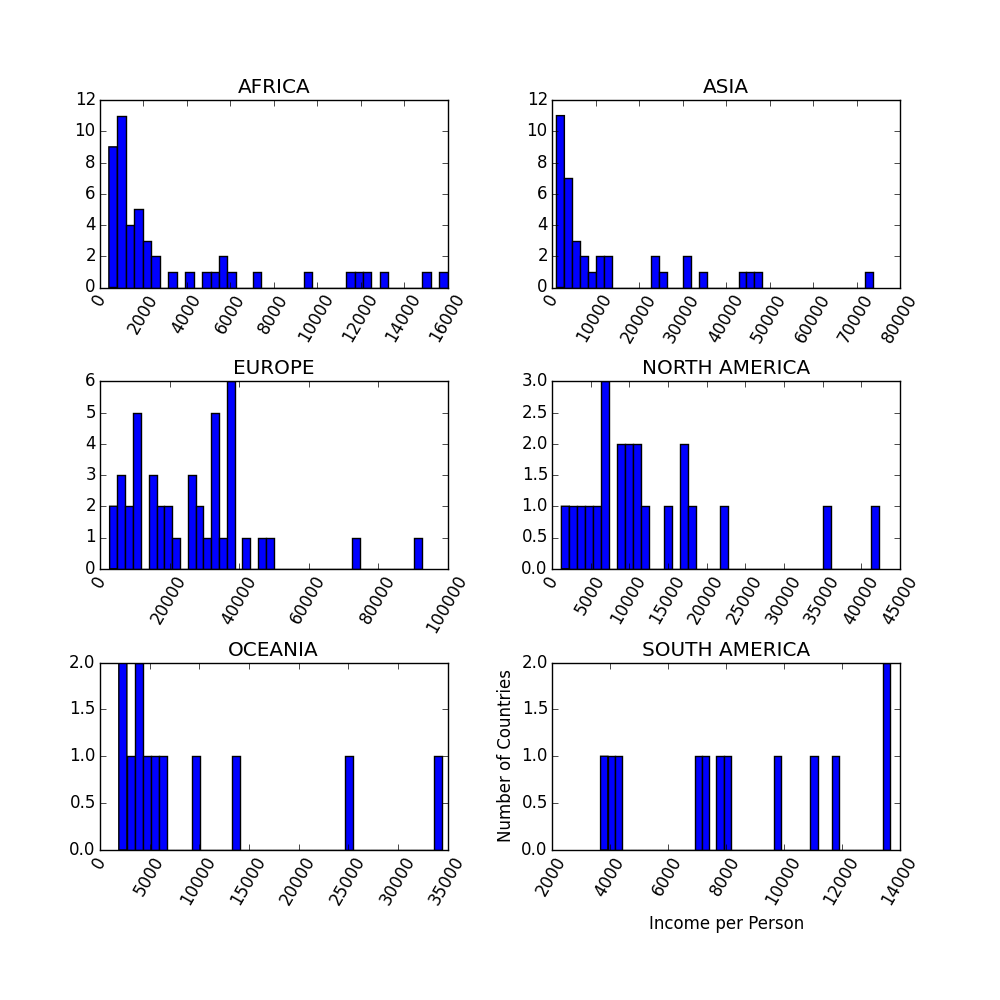 AFRICA
12
10
8
6
4
2
0
0 2000 4000 6000 8000 10000 12000 14000 16000
ASIA
12
10
8
6
4
2
0
0 10000 20000 30000 40000 50000 60000 70000 80000
EUROPE
6
5
4
3
2
1
0
0 20000 40000 60000 80000 100000
NORTH AMERICA
3.0
2.5
2.0
1.5
1.0
0.5
0.0
0 5000 10000 15000 20000 25000 30000 35000 40000 45000
OCEANIA
2.0
1.5
1.0
0.5
0.0
0 5000 10000 15000 20000 25000 30000 35000
SOUTH AMERICA
Number of Countries
2.0
1.5
1.0
0.5
0.0
2000 4000 6000 8000 10000 12000 14000
Income per Person